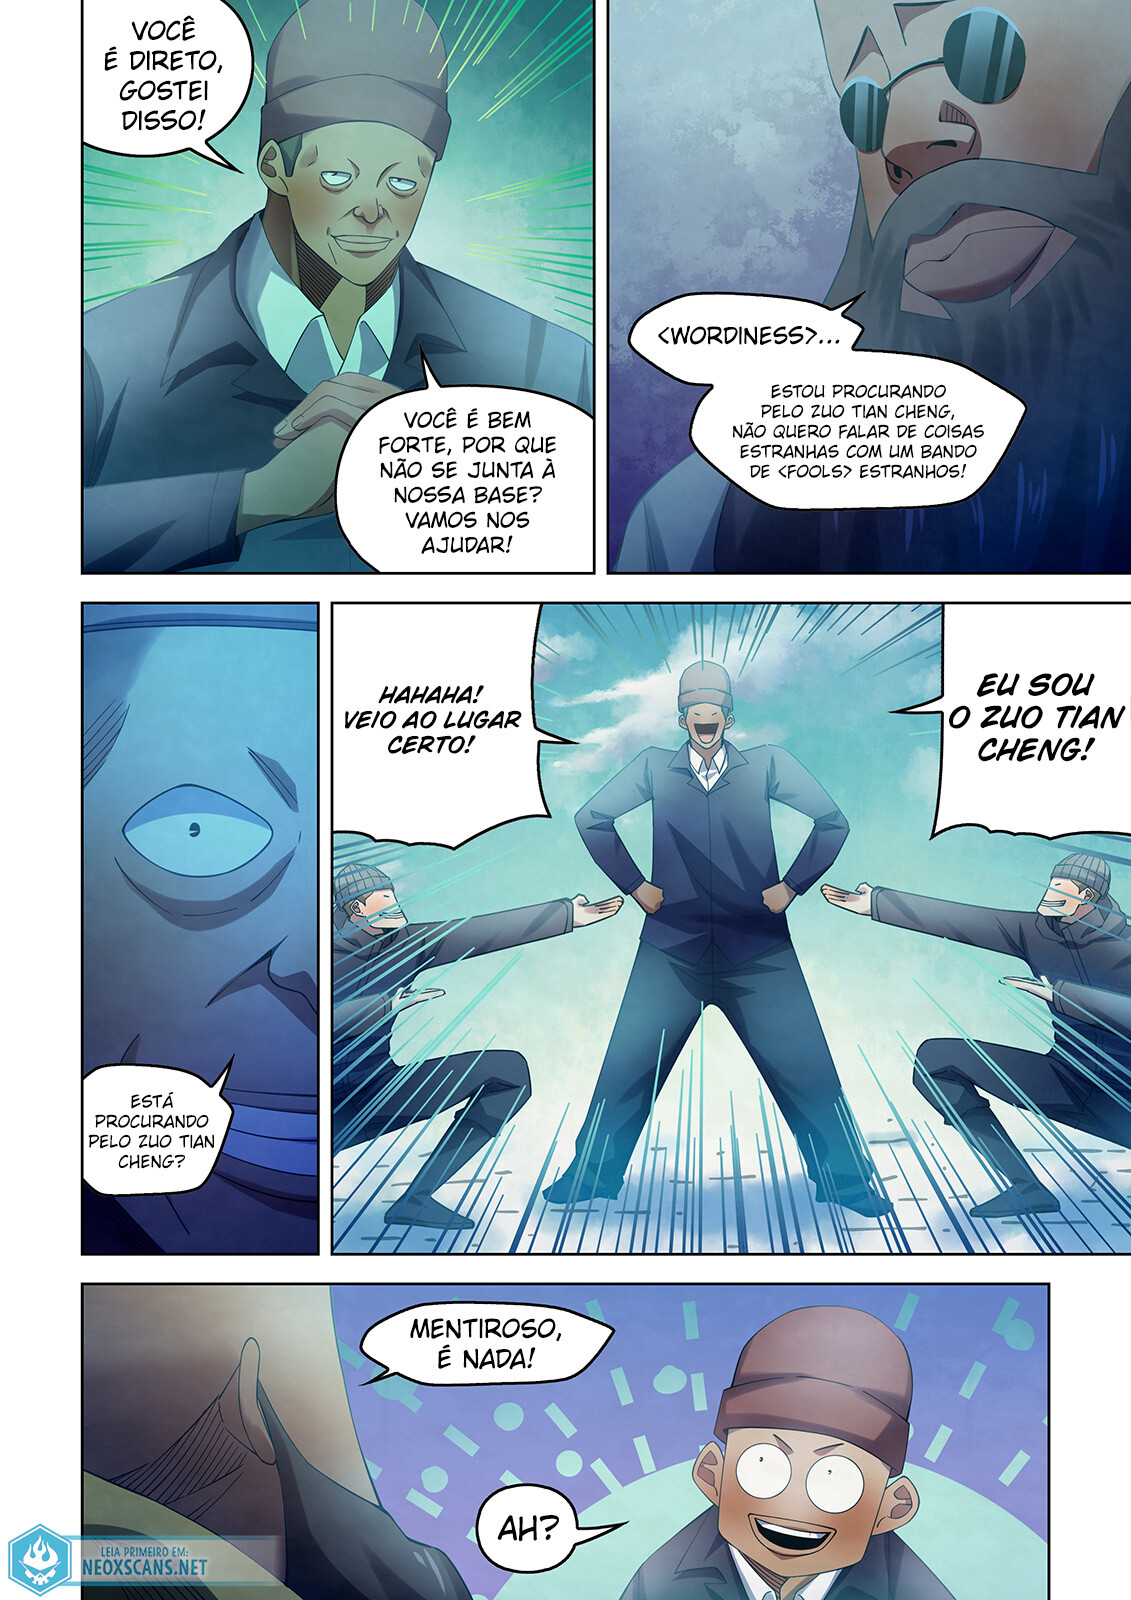 VOCÊ
É DIRETO,
GOSTEI
DISSO!
VOCÊ É BEM
FORTE, POR QUE
NÃO SE JUNTA À
NOSSA BASE?
VAMOS NOS
AJUDAR!
<WORDINESS>...
ESTOU PROCURANDO
PELO ZUO TIAN CHENG,
NÃO QUERO FALAR DE COISAS
ESTRANHAS COM UM BANDO
DE <FOOLS> ESTRANHOS!
ESTÁ
PROCURANDO
PELO ZUO TIAN
CHENG?
HAHAHA!
VEIO AO LUGAR
CERTO!
EU SOU
O ZUO TIAN
CHENG!
MENTIROSO,
É NADA!
AH?
LEIA PRIMEIRO EM:
NEOXSCANS.NET